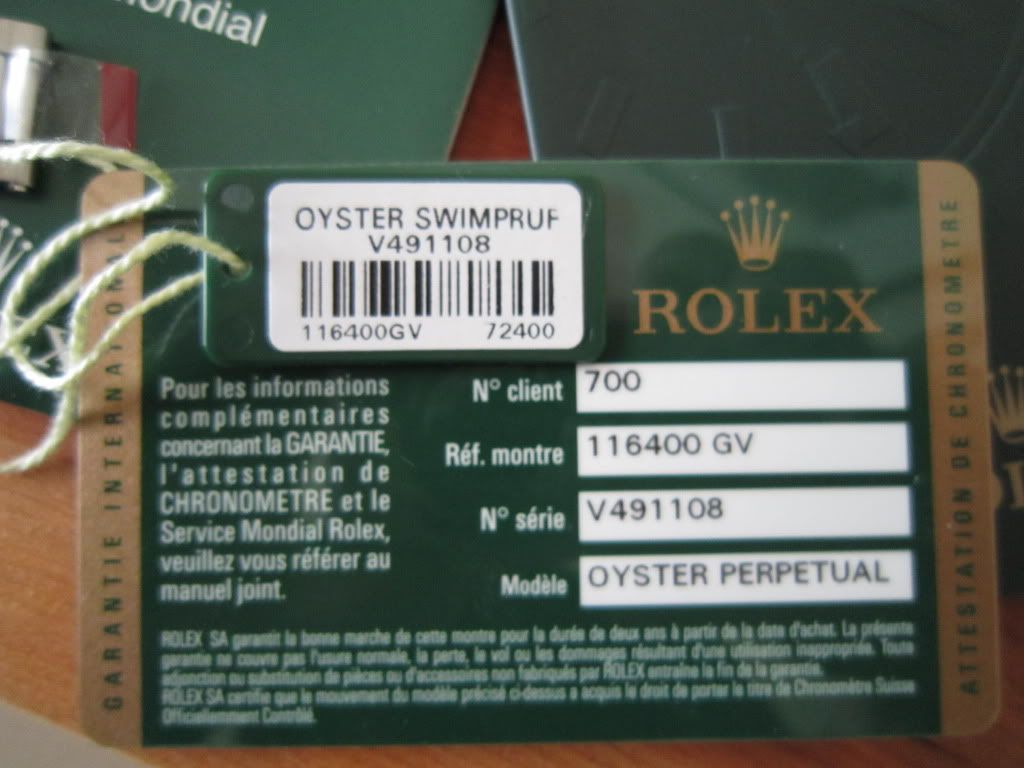 ondial
OYSTER SWIMPRUF
V491108
116400GV 72400
ROLEX
GARANTIE INTERNATIONALE
Pour les informations
complémentaires
concernant la GARANTIE,
l'attestation de
CHRONOMETRE et le
Service Mondial Rolex,
veuillez vous référer au
manuel joint.
N° client 700
Réf. montre 116400 GV
N° série V491108
Modèle OYSTER PERPETUAL
ROLEX SA garantit la bonne marche de cette montre pour la durée de deux ans à partir de la date d'achat. La présente
garantie ne couvre pas l'usure normale, la perte, le vol ou les dommages résultant d'une utilisation inappropriée. Toute
adjonction ou substitution de pièces ou d'accessoires non fabriqués par ROLEX entraîne la fin de la garantie.
ROLEX SA certifie que le mouvement du modèle précisé ci-dessus a acquis le droit de porter le titre de Chronomètre Suisse
Officiellement Contrôlé.
ATTESTATION DE CHRONOMETRE